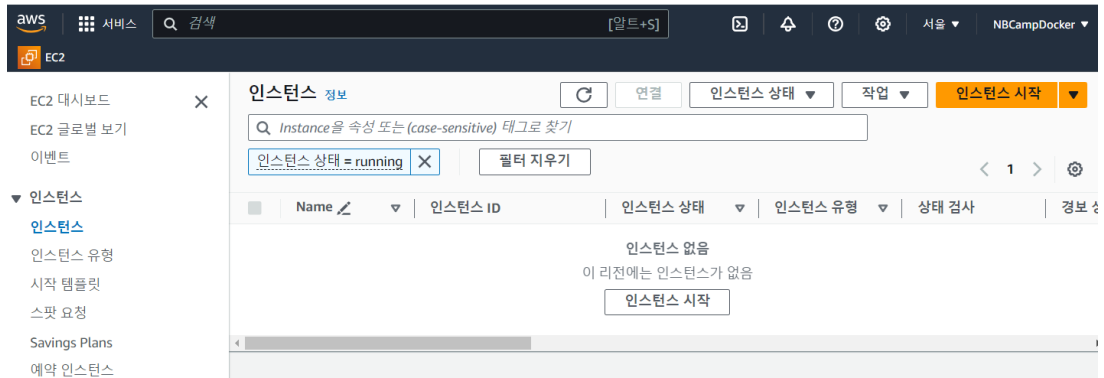 aws 서비스 검색 [알트+S] 서울 ▼ NBCampDocker ▼
EC2
EC2 대시보드
EC2 글로벌 보기
이벤트
▼ 인스턴스
인스턴스
인스턴스 유형
시작 템플릿
스팟 요청
Savings Plans
예약 인스턴스
인스턴스 정보 연결 인스턴스 상태 ▼ 작업 ▼ 인스턴스 시작 ▼
Instance을 속성 또는 (case-sensitive) 태그로 찾기
인스턴스 상태 = running 필터 지우기
1
Name 인스턴스 ID 인스턴스 상태 인스턴스 유형 상태 검사 경보
인스턴스 없음
이 리전에는 인스턴스가 없음
인스턴스 시작